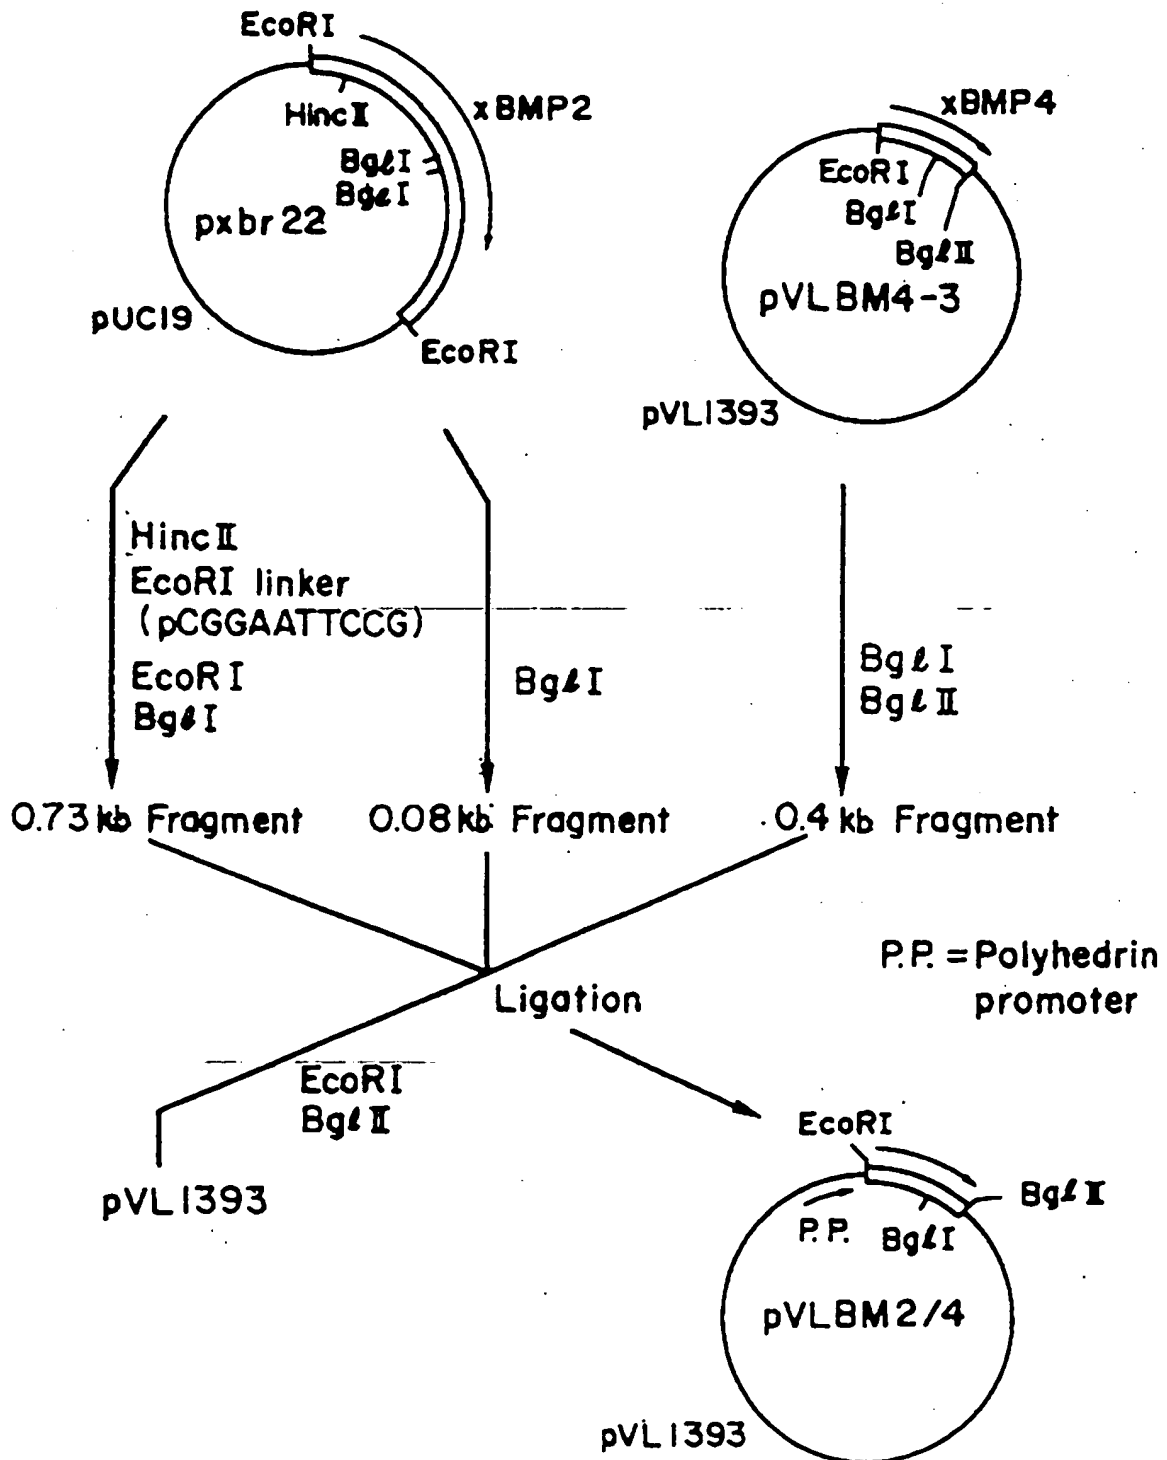 EcoRI
HincII
xBMP2
BglI
BglI
pxbr22
pUC19
EcoRI
xBMP4
EcoRI
BglI
BglII
pVLBM4-3
pVL1393
HincII
EcoRI linker
(pCGGAATTCCG)
EcoRI
BglI
BglI
BglI
BglII
0.73 kb Fragment
0.08 kb Fragment
0.4 kb Fragment
Ligation
P.P. = Polyhedrin
promoter
EcoRI
BglII
pVL1393
EcoRI
BglII
P.P.
BglI
pVLBM2/4
pVL1393